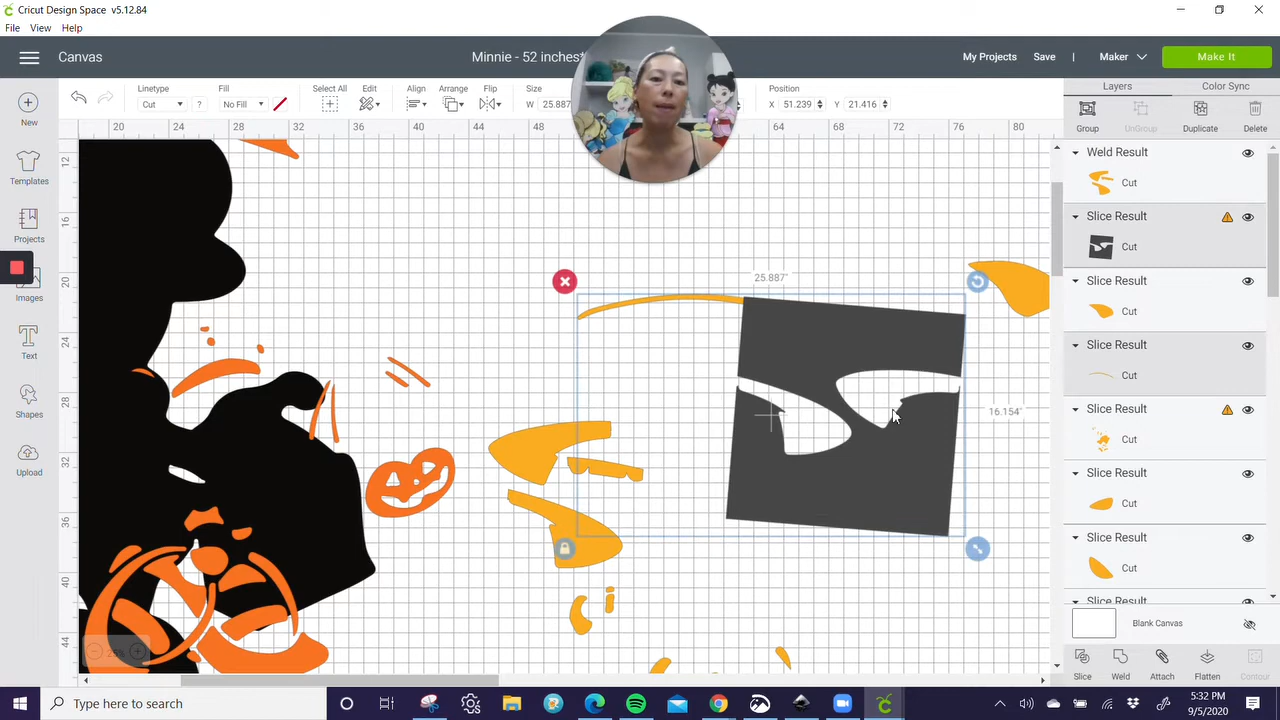 Cricut Design Space v5.12.84
File View Help
Canvas
Minnie - 52 inches*
My Projects Save | Maker Make It
Linetype
Cut
?
Fill
No Fill
Select All
Edit
Align
Arrange
Flip
Size
W 25.887
Position
X 51.239
Y 21.416
Layers
Color Sync
Group
UnGroup
Duplicate
Delete
New
Templates
Projects
Images
Text
Shapes
Upload
20 24 28 32 36 40 44 48 64 68 72 76 80
12
16
20
24
28
32
36
40
44
25.887"
16.154"
Weld Result
Cut
Slice Result
Cut
Slice Result
Cut
Slice Result
Cut
Slice Result
Cut
Slice Result
Cut
Slice Result
Cut
Slice Result
Blank Canvas
Slice
Weld
Attach
Flatten
Contour
Type here to search
5:32 PM
9/5/2020